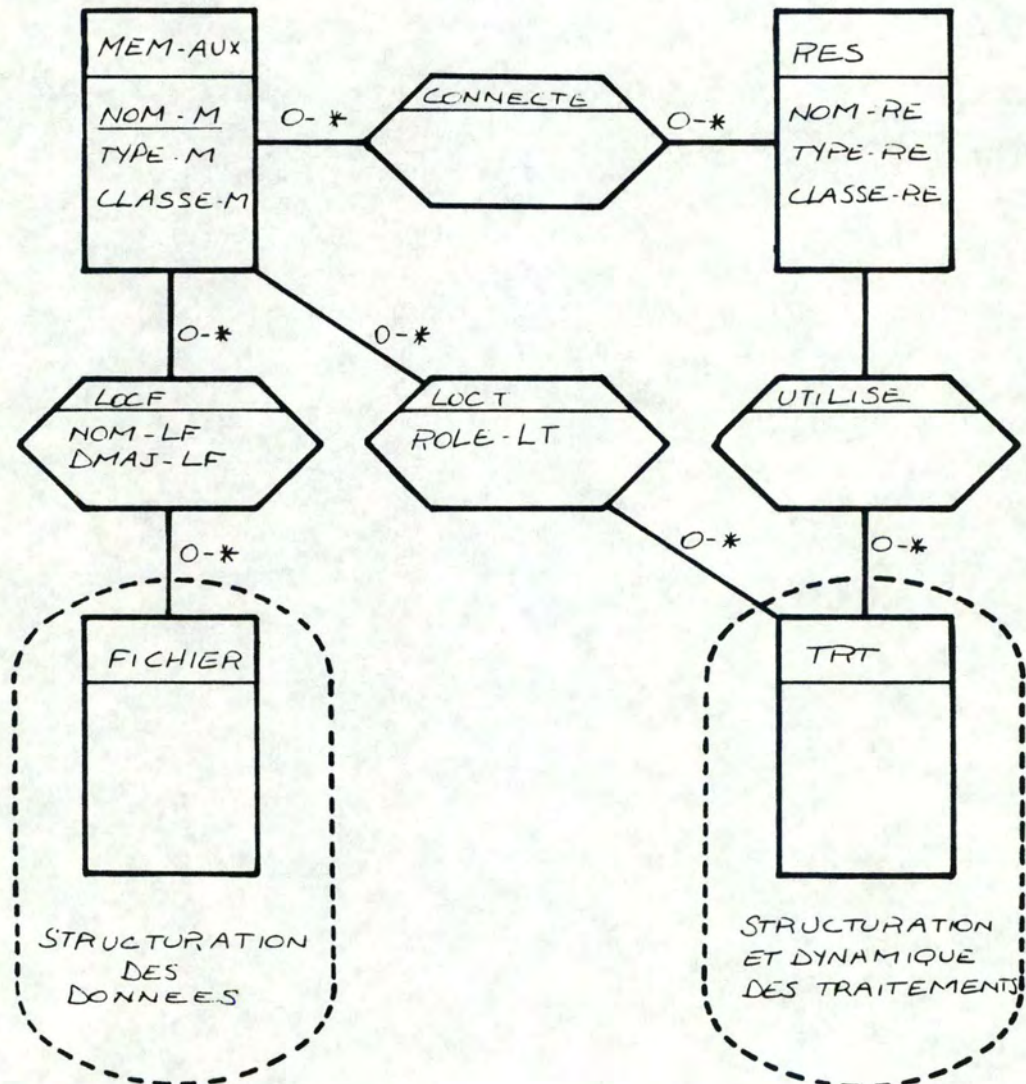 MEM-AUX
NOM-M
TYPE-M
CLASSE-M
0-*
CONNECTE
0-*
RES
NOM-RE
TYPE-RE
CLASSE-RE
0-*
0-*
LOCF
NOM-LF
DMAJ-LF
LOCT
ROLE-LT
UTILISE
0-*
0-*
0-*
FICHIER
TRT
STRUCTURATION
DES
DONNEES
STRUCTURATION
ET DYNAMIQUE
DES TRAITEMENTS